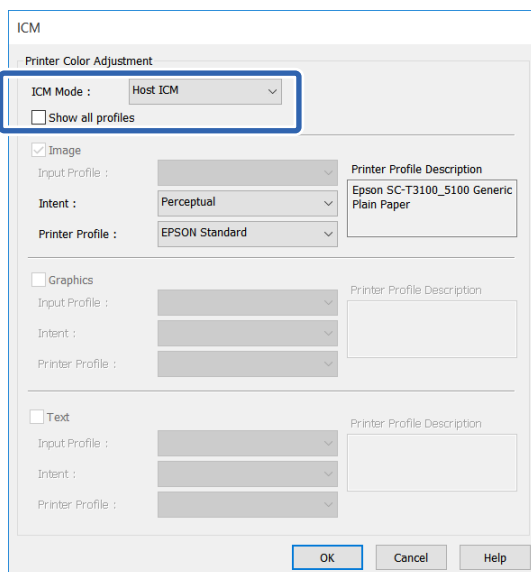 ICM
Printer Color Adjustment
ICM Mode : Host ICM
Show all profiles
Image
Input Profile : Printer Profile Description
Intent : Perceptual Epson SC-T3100_5100 Generic
Plain Paper
Printer Profile : EPSON Standard
Graphics
Input Profile : Printer Profile Description
Intent :
Printer Profile :
Text
Input Profile : Printer Profile Description
Intent :
Printer Profile :
OK Cancel Help